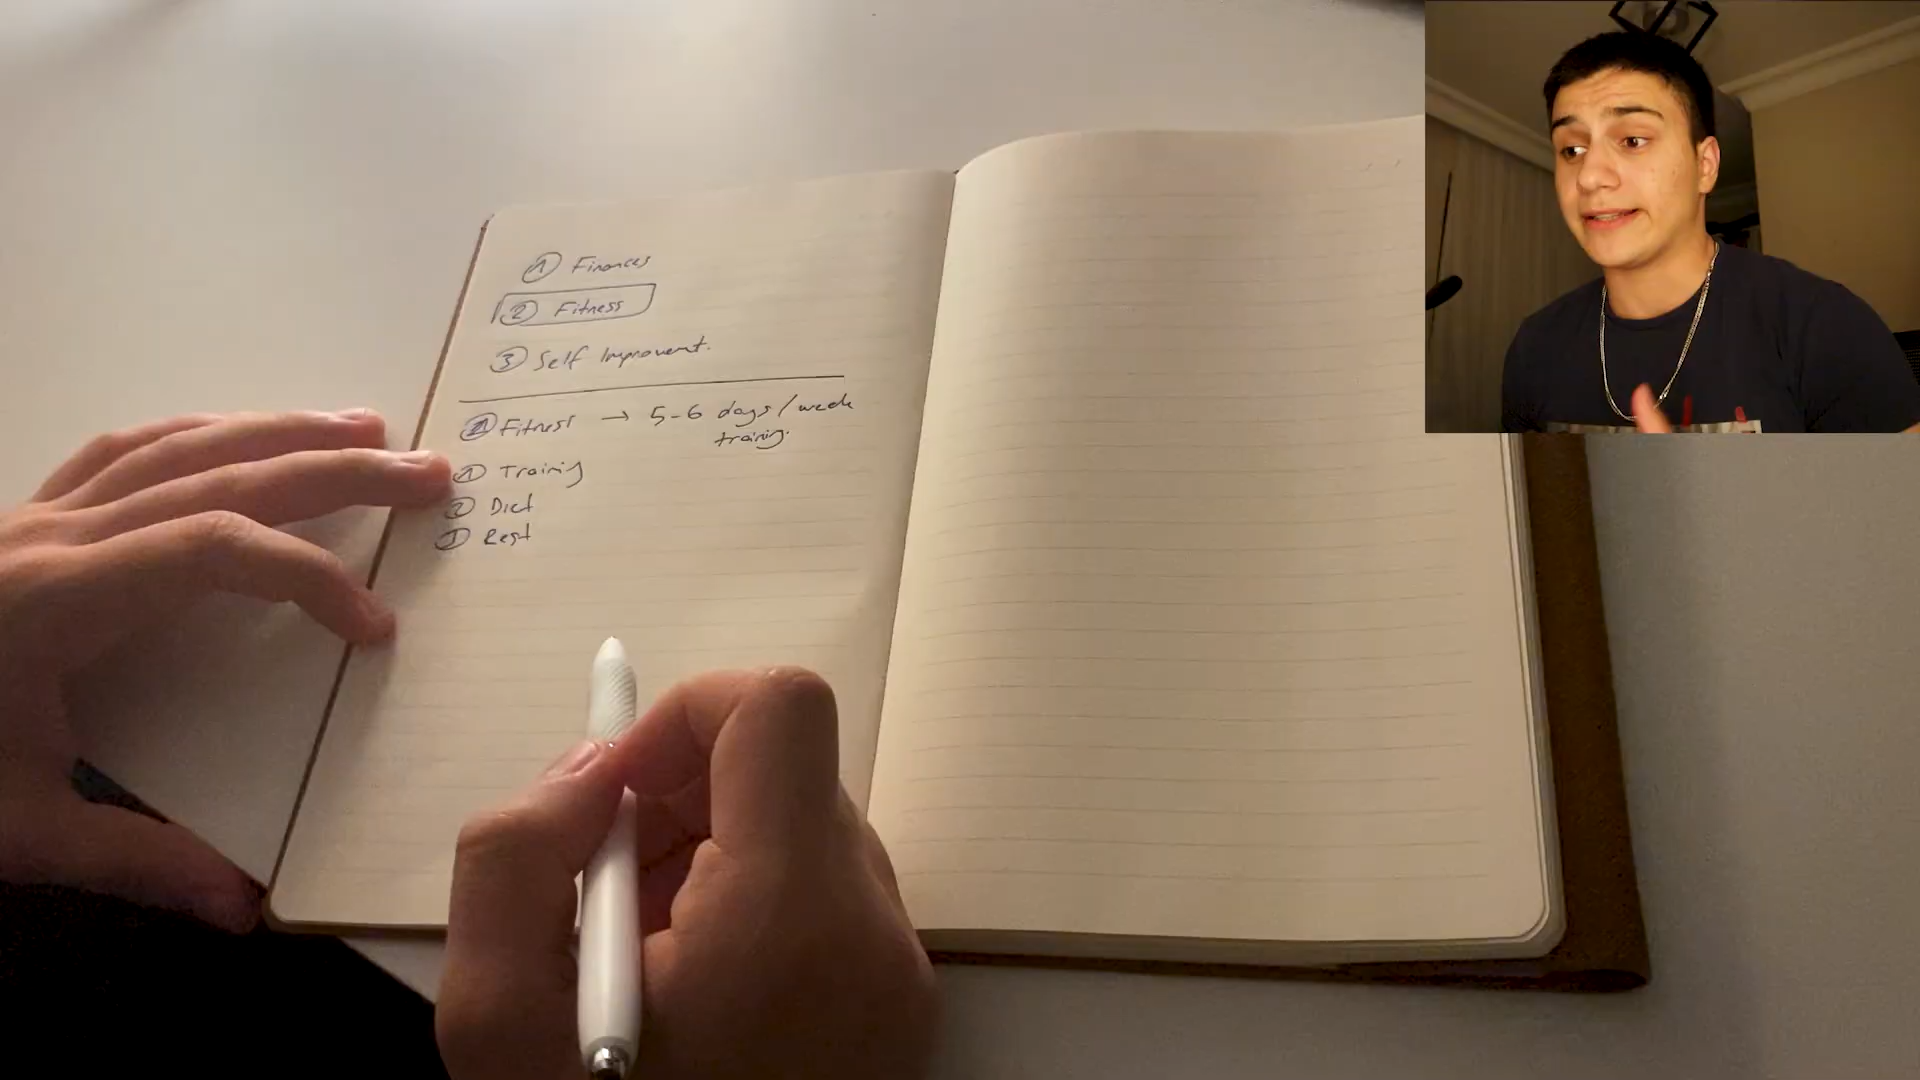 ① Finances
② Fitness
③ Self Improvement.
② Fitness → 5-6 days/week
training.
① Training
② Diet
③ Rest